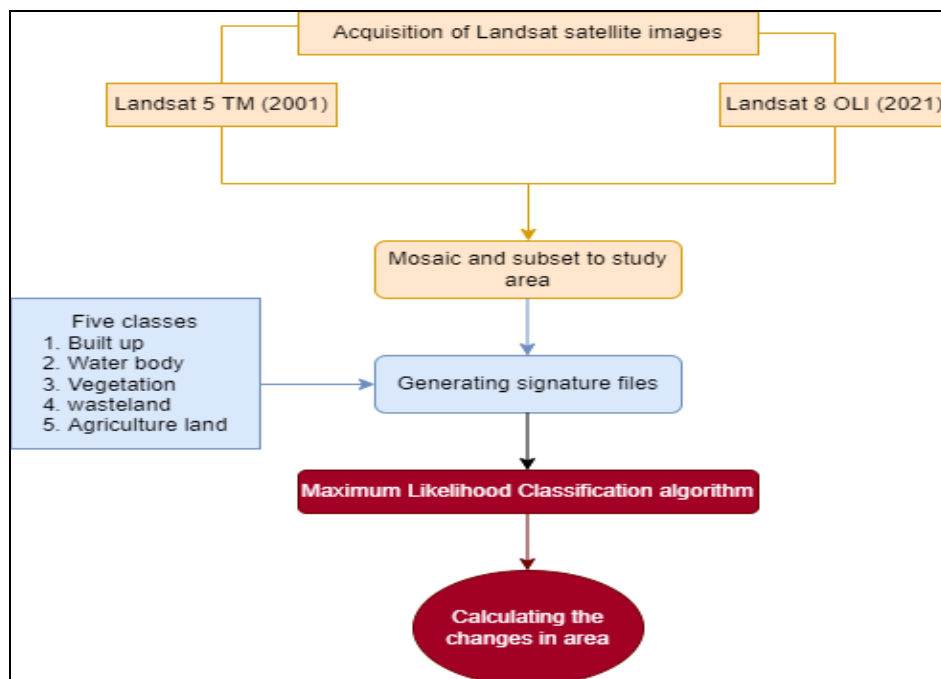 Acquisition of Landsat satellite images
Landsat 5 TM (2001)
Landsat 8 OLI (2021)
Mosaic and subset to study
area
Five classes
1. Built up
2. Water body
3. Vegetation
4. wasteland
5. Agriculture land
Generating signature files
Maximum Likelihood Classification algorithm
Calculating the
changes in area